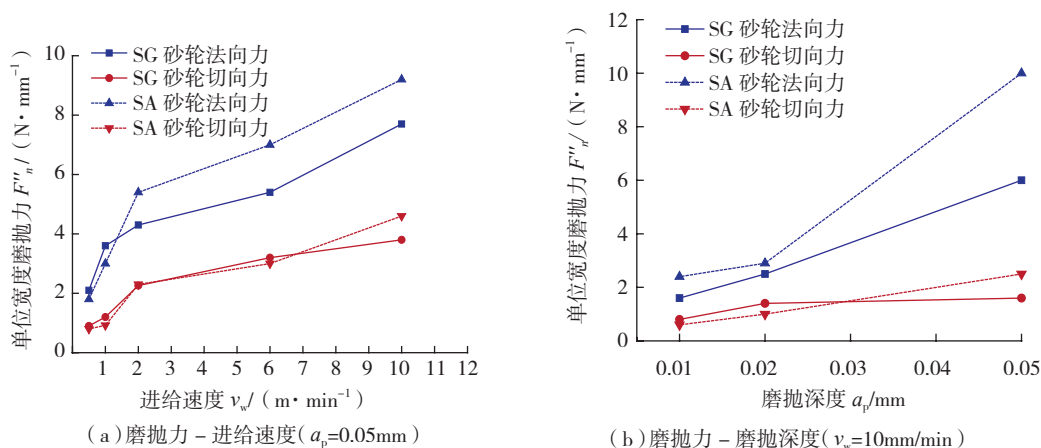 单位宽度磨抛力 F″n/（N·mm⁻¹）
10
8
6
4
2
0
SG 砂轮法向力
SG 砂轮切向力
SA 砂轮法向力
SA 砂轮切向力
1 2 3 4 5 6 7 8 9 10 11 12
进给速度 vw/（m·min⁻¹）
（a）磨抛力－进给速度（ap=0.05mm）
单位宽度磨抛力 F″n/（N·mm⁻¹）
12
10
8
6
4
2
0
SG 砂轮法向力
SG 砂轮切向力
SA 砂轮法向力
SA 砂轮切向力
0.01 0.02 0.03 0.04 0.05
磨抛深度 ap/mm
（b）磨抛力－磨抛深度（vw=10mm/min）